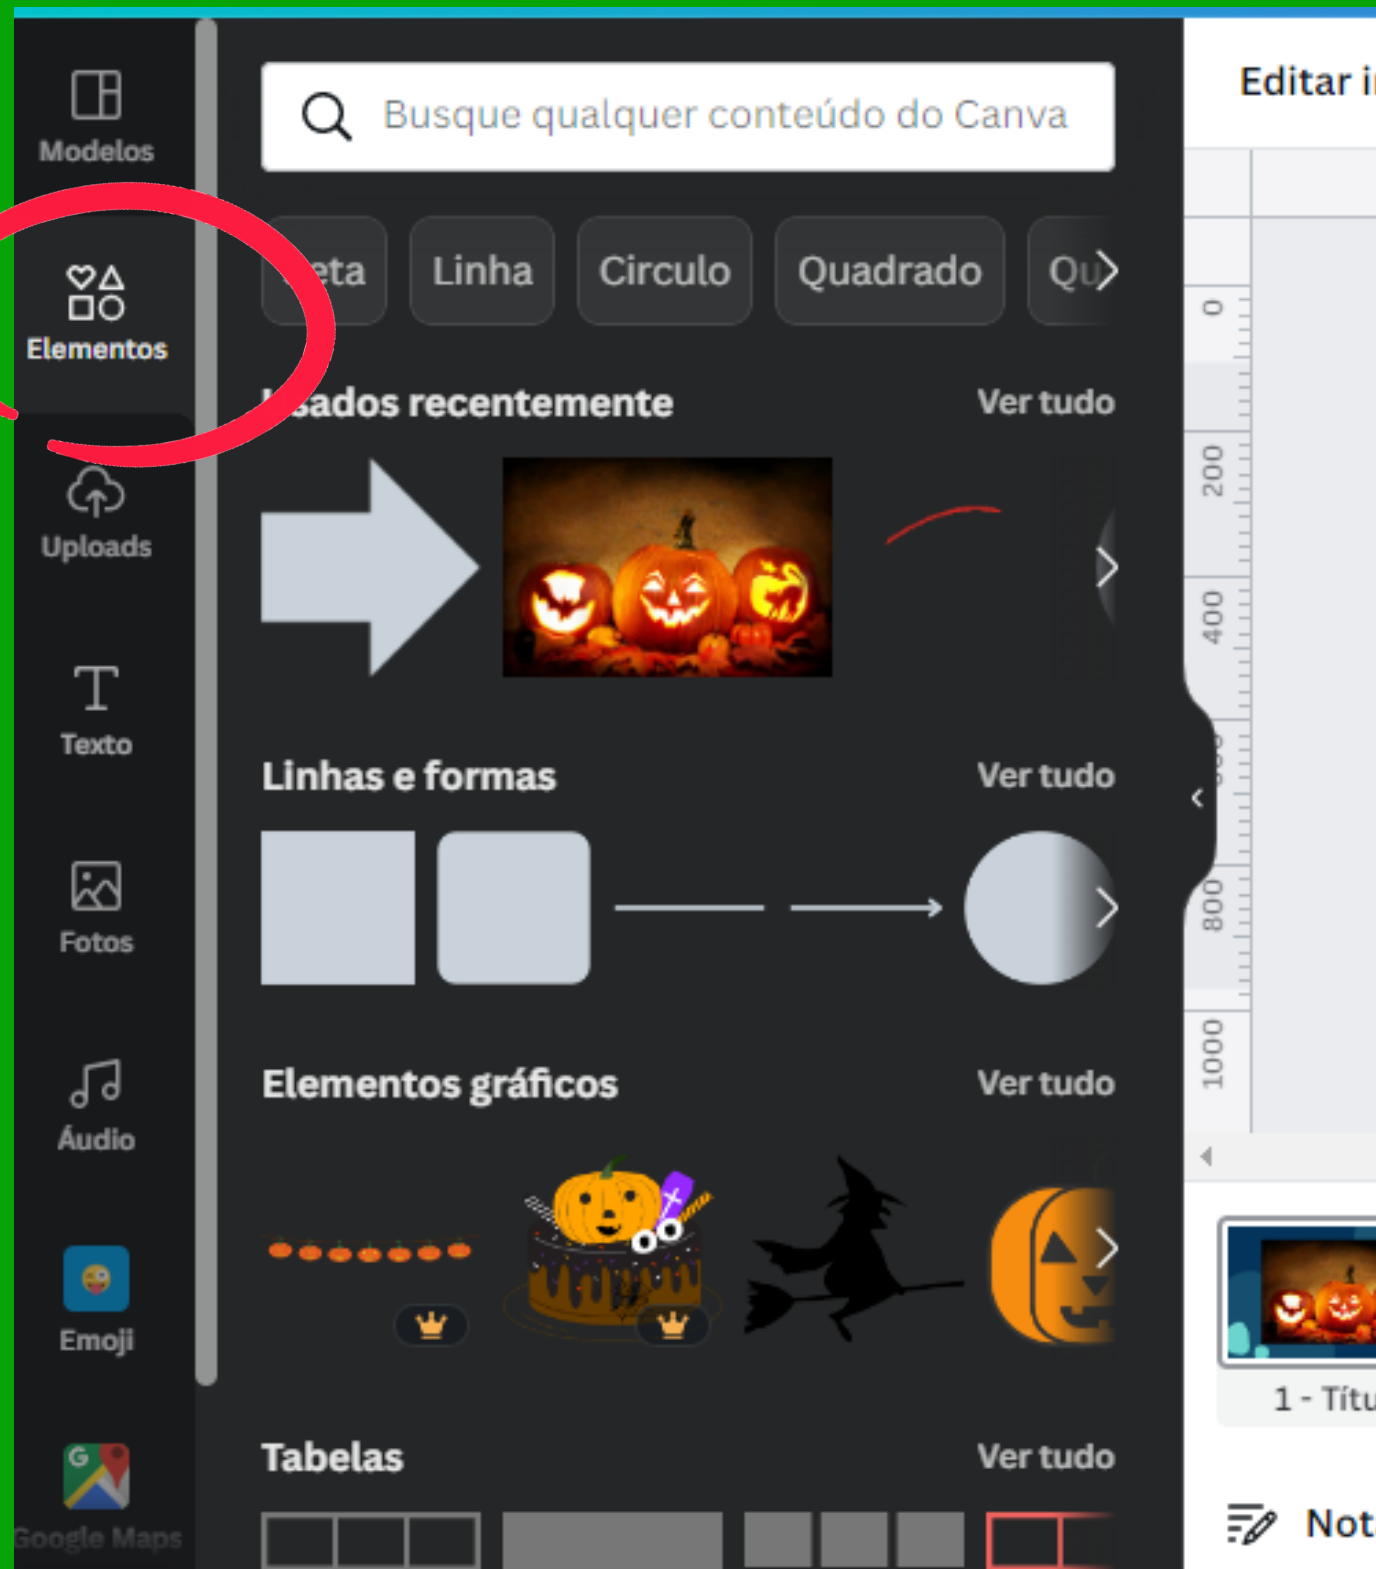 Modelos
Elementos
Uploads
Texto
Fotos
Áudio
Emoji
Google Maps
Busque qualquer conteúdo do Canva
Linha
Circulo
Quadrado
Usados recentemente
Ver tudo
Linhas e formas
Ver tudo
Elementos gráficos
Ver tudo
Tabelas
Ver tudo
Editar
0
200
400
800
1000
1 - Títu
Not